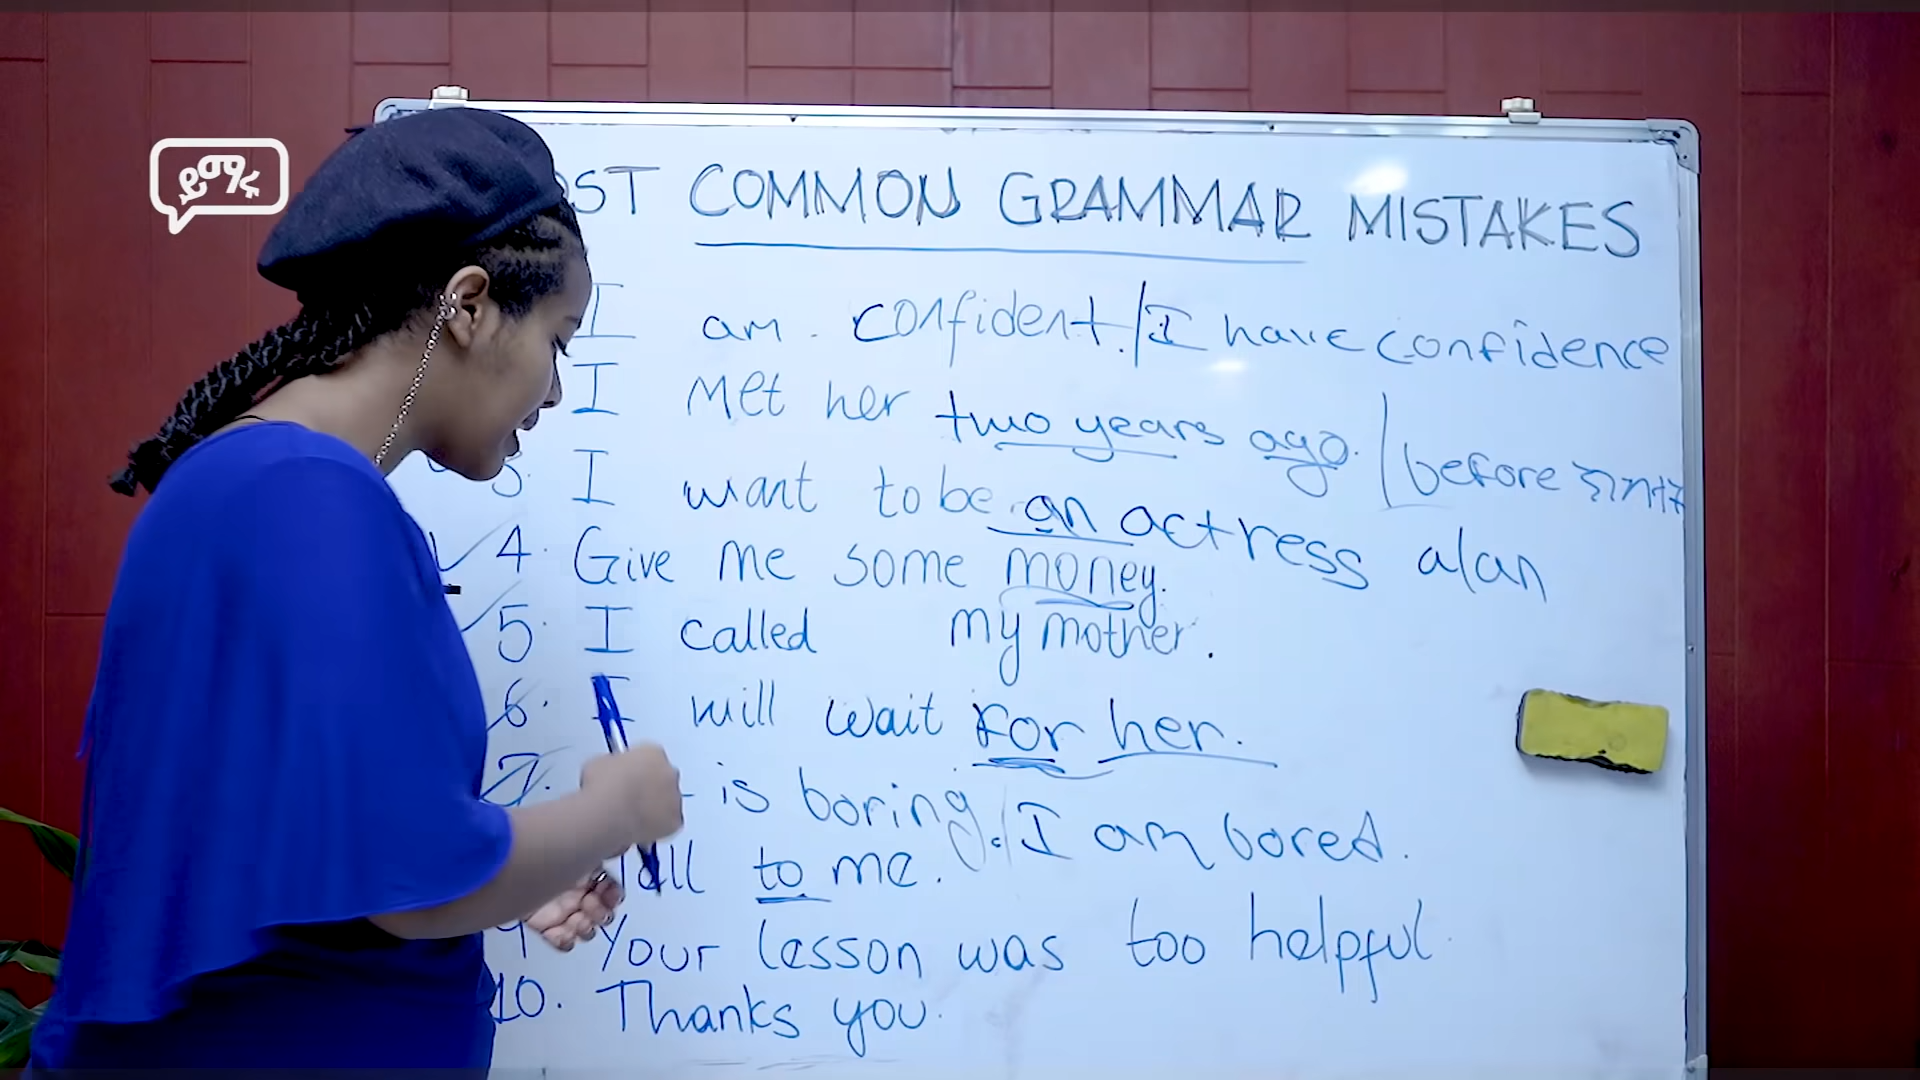 ይማሩ
OST COMMON GRAMMAR MISTAKES
I am confident. / I have confidence
I met her two years ago. / before
3. I want to be an actress a/an
4. Give me some money.
5. I called my mother.
6. I will wait for her.
7. is boring. / I am bored.
to me.
9 Your lesson was too helpful.
10. Thanks you.